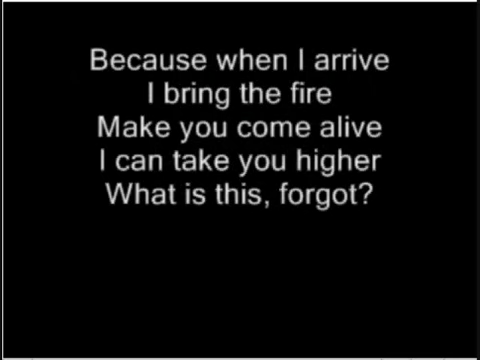 Because when I arrive
I bring the fire
Make you come alive
I can take you higher
What is this, forgot?